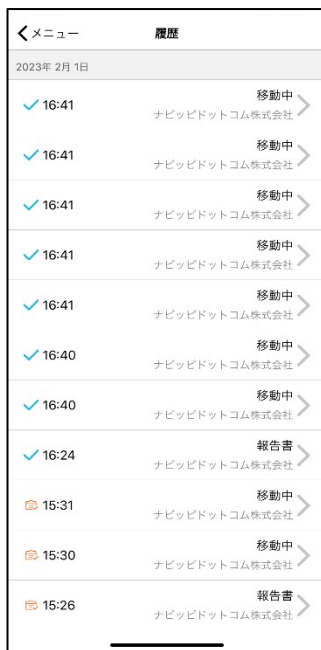 メニュー
履歴
2023年 2月 1日
移動中
16:41
ナビッピドットコム株式会社
移動中
16:41
ナビッピドットコム株式会社
移動中
16:41
ナビッピドットコム株式会社
移動中
16:41
ナビッピドットコム株式会社
移動中
16:41
ナビッピドットコム株式会社
移動中
16:40
ナビッピドットコム株式会社
移動中
16:40
ナビッピドットコム株式会社
報告書
16:24
ナビッピドットコム株式会社
移動中
15:31
ナビッピドットコム株式会社
移動中
15:30
ナビッピドットコム株式会社
報告書
15:26
ナビッピドットコム株式会社